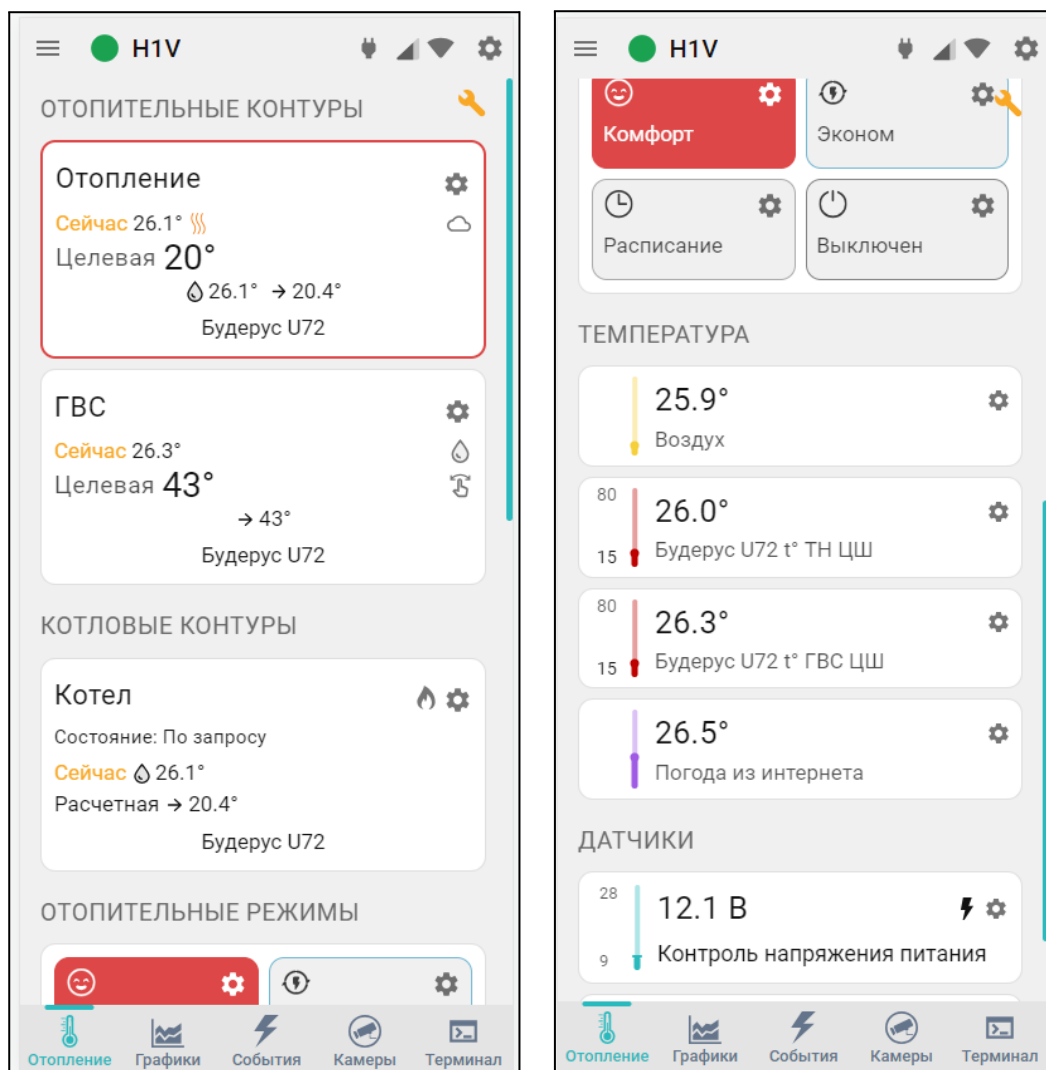 H1V
ОТОПИТЕЛЬНЫЕ КОНТУРЫ
Отопление
Сейчас 26.1°
Целевая 20°
26.1° → 20.4°
Будерус U72
ГВС
Сейчас 26.3°
Целевая 43°
→ 43°
Будерус U72
КОТЛОВЫЕ КОНТУРЫ
Котел
Состояние: По запросу
Сейчас 26.1°
Расчетная → 20.4°
Будерус U72
ОТОПИТЕЛЬНЫЕ РЕЖИМЫ
Отопление Графики События Камеры Терминал
H1V
Комфорт Эконом
Расписание Выключен
ТЕМПЕРАТУРА
25.9°
Воздух
80
26.0°
15 Будерус U72 t° ТН ЦШ
80
26.3°
15 Будерус U72 t° ГВС ЦШ
26.5°
Погода из интернета
ДАТЧИКИ
28
12.1 В
9 Контроль напряжения питания
Отопление Графики События Камеры Терминал